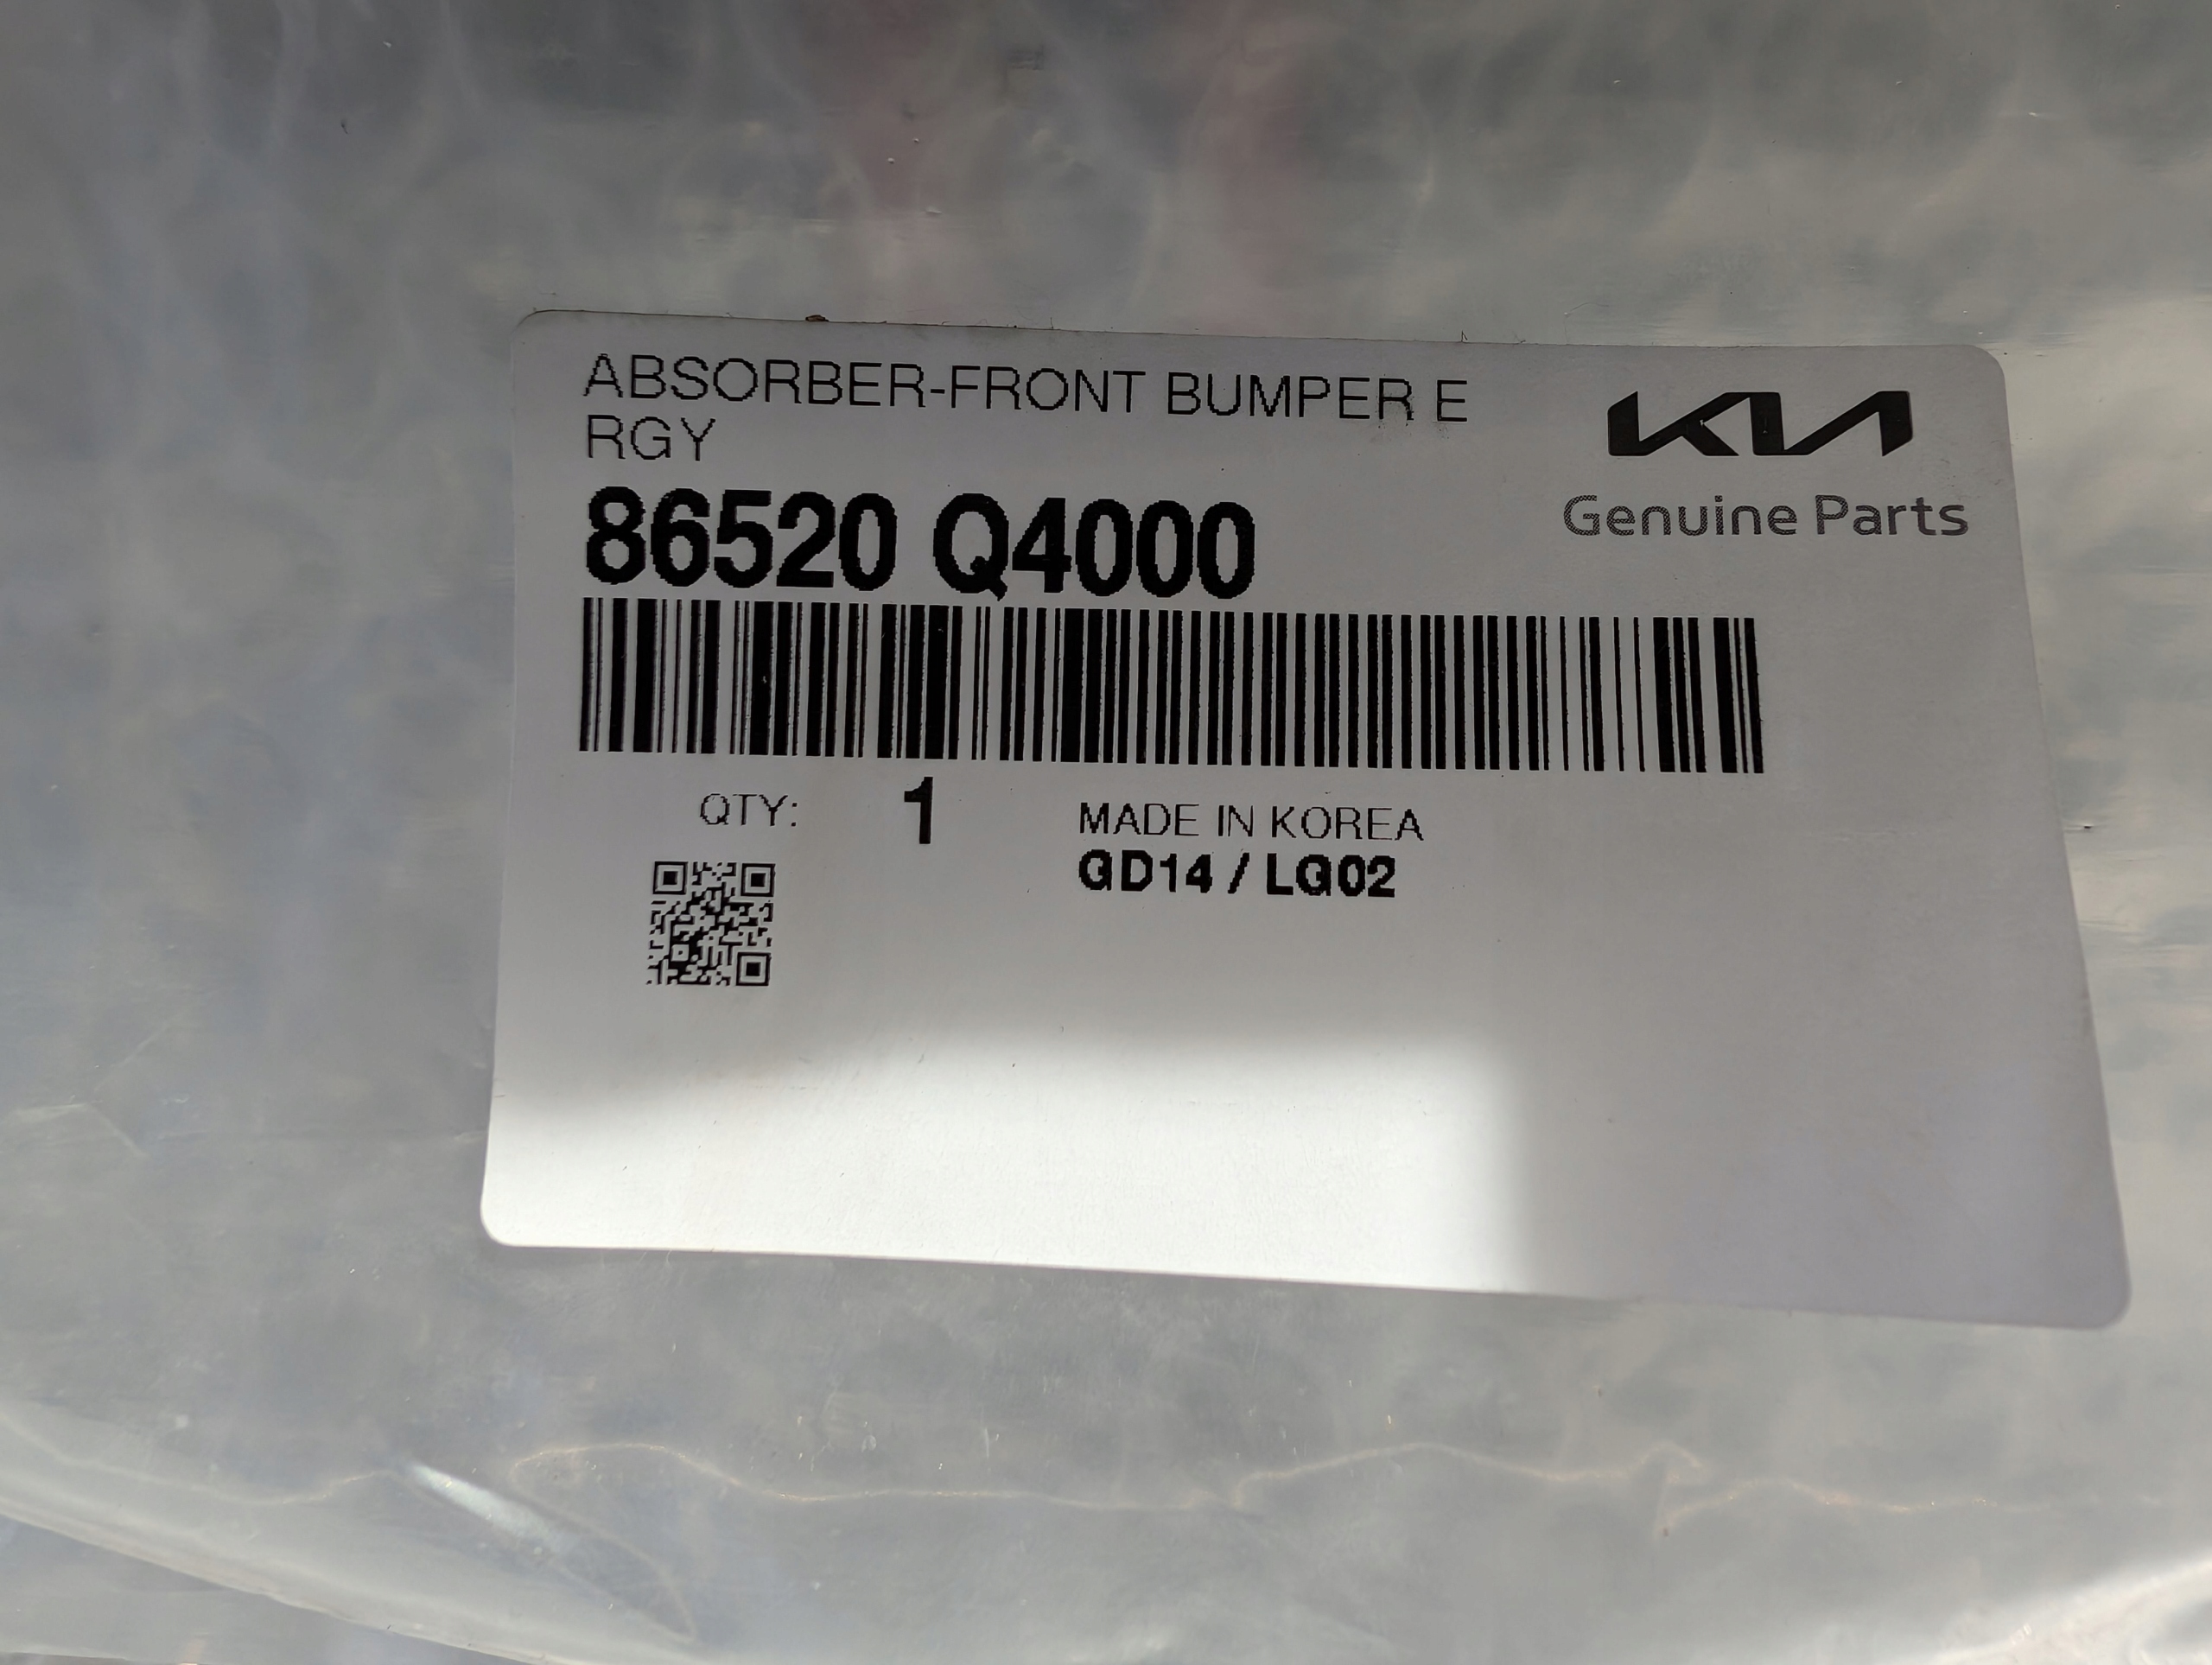 ABSORBER-FRONT BUMPER E
RGY
KIA
Genuine Parts
86520 Q4000
QTY: 1
MADE IN KOREA
GD14 / LG02